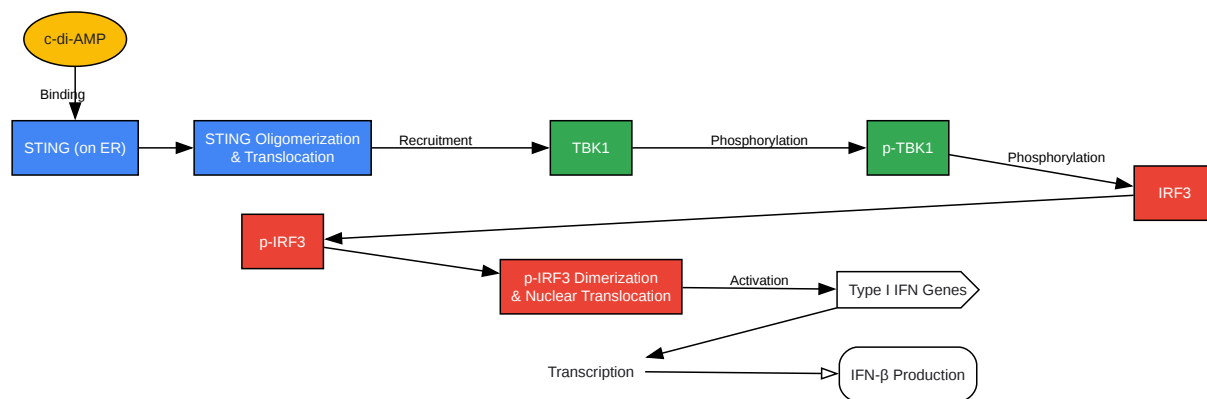 c-di-AMP
Binding
STING (on ER)
STING Oligomerization
& Translocation
Recruitment
TBK1
Phosphorylation
p-TBK1
Phosphorylation
IRF3
p-IRF3
p-IRF3 Dimerization
& Nuclear Translocation
Activation
Type I IFN Genes
Transcription
IFN-β Production